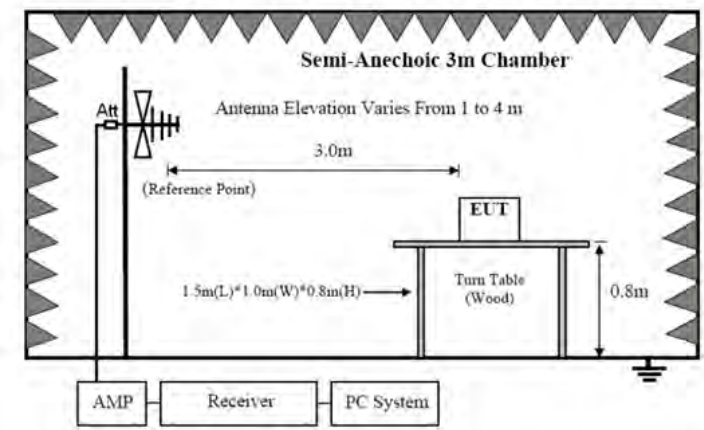 Semi-Anechoic 3m Chamber
Att
Antenna Elevation Varies From 1 to 4 m
3.0m
(Reference Point)
EUT
1.5m(L)*1.0m(W)*0.8m(H)
Turn Table
(Wood)
0.8m
AMP
Receiver
PC System